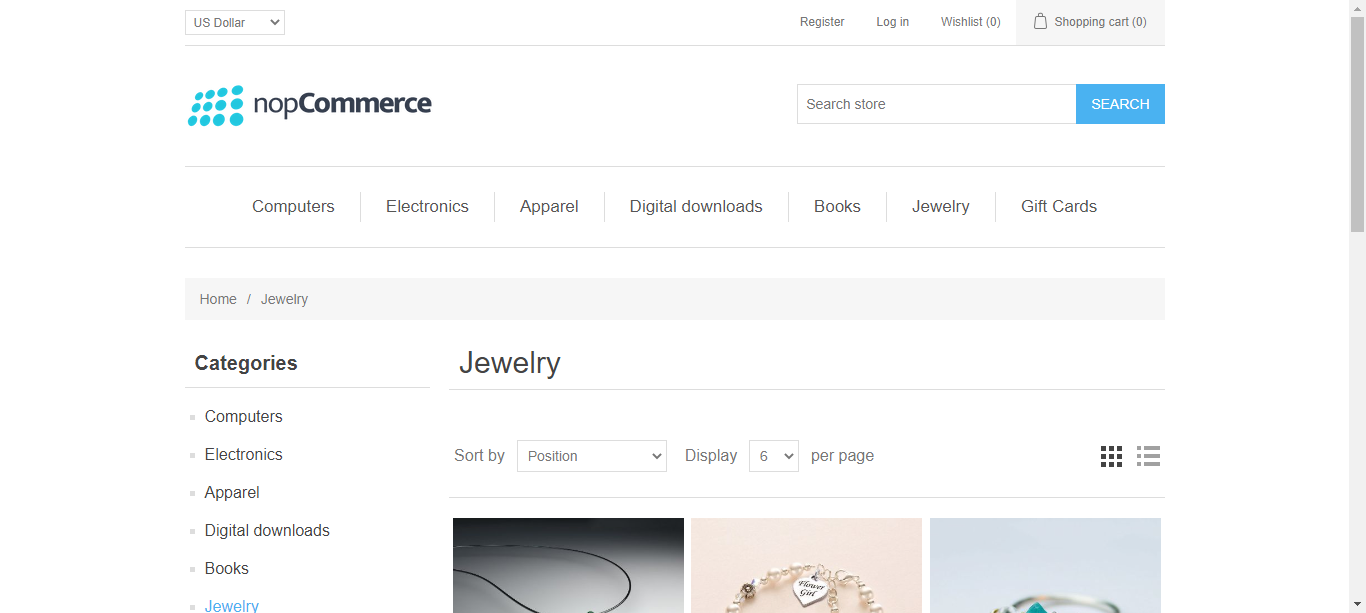 US Dollar
Register Log in Wishlist (0) Shopping cart (0)
nopCommerce
Search store
SEARCH
Computers Electronics Apparel Digital downloads Books Jewelry Gift Cards
Home / Jewelry
Categories
Computers
Electronics
Apparel
Digital downloads
Books
Jewelry
Jewelry
Sort by Position Display 6 per page
Flower
Girl